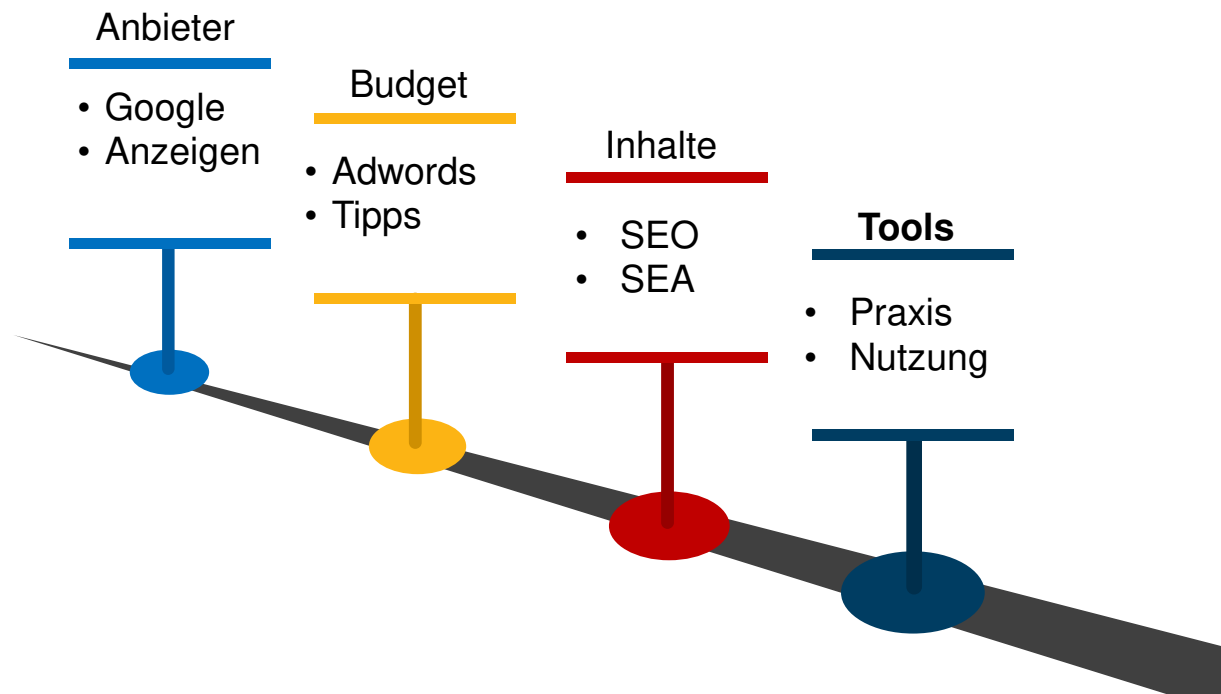 Anbieter
• Google
• Anzeigen
Budget
• Adwords
• Tipps
Inhalte
• SEO
• SEA
Tools
• Praxis
• Nutzung